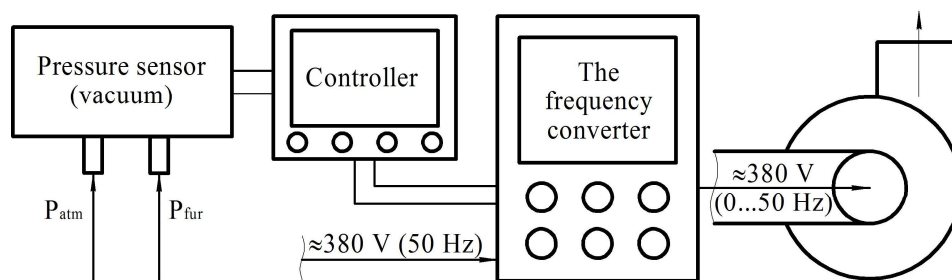 Pressure sensor
(vacuum)
Controller
The
frequency
converter
≈380 V
(0...50 Hz)
Patm
Pfur
≈380 V (50 Hz)